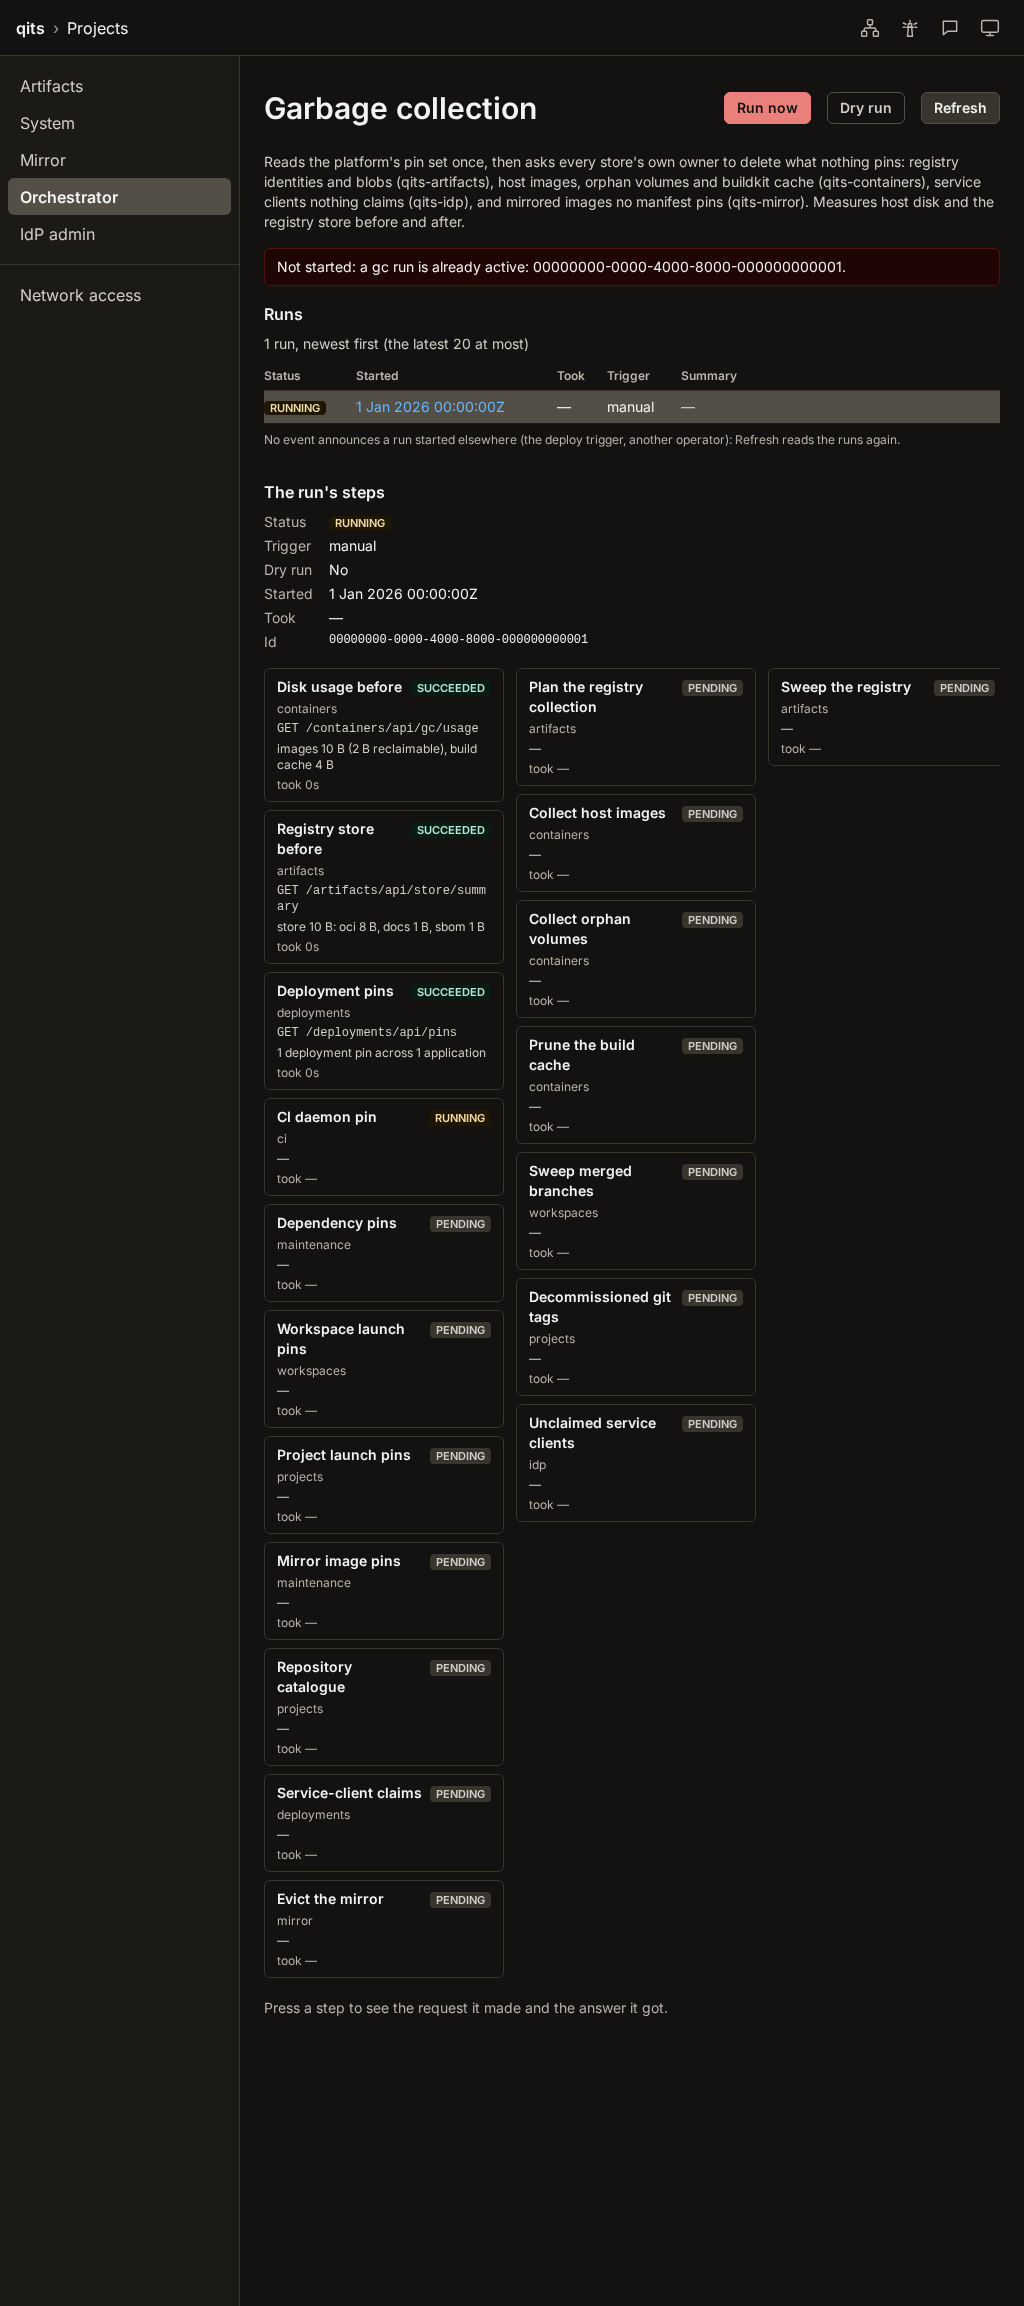 qits › Projects
Artifacts
System
Mirror
Orchestrator
IdP admin
Network access
Garbage collection
Run now
Dry run
Refresh
Reads the platform's pin set once, then asks every store's own owner to delete what nothing pins: registry
identities and blobs (qits-artifacts), host images, orphan volumes and buildkit cache (qits-containers), service
clients nothing claims (qits-idp), and mirrored images no manifest pins (qits-mirror). Measures host disk and the
registry store before and after.
Not started: a gc run is already active: 00000000-0000-4000-8000-000000000001.
Runs
1 run, newest first (the latest 20 at most)
Status Started Took Trigger Summary
RUNNING 1 Jan 2026 00:00:00Z — manual —
No event announces a run started elsewhere (the deploy trigger, another operator): Refresh reads the runs again.
The run's steps
Status RUNNING
Trigger manual
Dry run No
Started 1 Jan 2026 00:00:00Z
Took —
Id 00000000-0000-4000-8000-000000000001
Disk usage before SUCCEEDED
containers
GET /containers/api/gc/usage
images 10 B (2 B reclaimable), build
cache 4 B
took 0s
Registry store SUCCEEDED
before
artifacts
GET /artifacts/api/store/summ
ary
store 10 B: oci 8 B, docs 1 B, sbom 1 B
took 0s
Deployment pins SUCCEEDED
deployments
GET /deployments/api/pins
1 deployment pin across 1 application
took 0s
CI daemon pin RUNNING
ci
—
took —
Dependency pins PENDING
maintenance
—
took —
Workspace launch PENDING
pins
workspaces
—
took —
Project launch pins PENDING
projects
—
took —
Mirror image pins PENDING
maintenance
—
took —
Repository PENDING
catalogue
projects
—
took —
Service-client claims PENDING
deployments
—
took —
Evict the mirror PENDING
mirror
—
took —
Plan the registry PENDING
collection
artifacts
—
took —
Collect host images PENDING
containers
—
took —
Collect orphan PENDING
volumes
containers
—
took —
Prune the build PENDING
cache
containers
—
took —
Sweep merged PENDING
branches
workspaces
—
took —
Decommissioned git PENDING
tags
projects
—
took —
Unclaimed service PENDING
clients
idp
—
took —
Sweep the registry PENDING
artifacts
—
took —
Press a step to see the request it made and the answer it got.